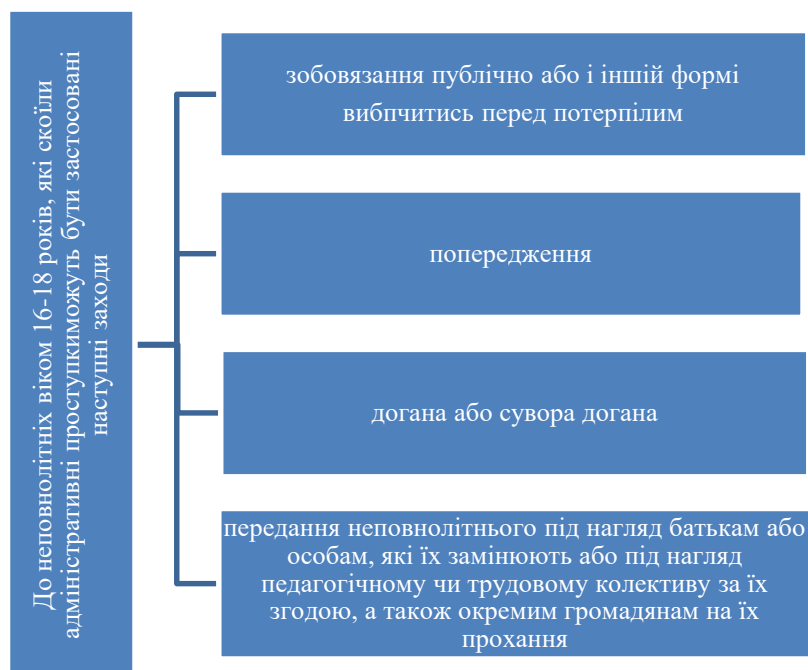 До неповнолітніх віком 16-18 років, які скоїли
адміністративні проступкиможуть бути застосовані
наступні заходи
зобовязання публічно або і іншій формі
вибпчитись перед потерпілим
попередження
догана або сувора догана
передання неповнолітнього під нагляд батькам або
особам, які їх замінюють або під нагляд
педагогічному чи трудовому колективу за їх
згодою, а також окремим громадянам на їх
прохання